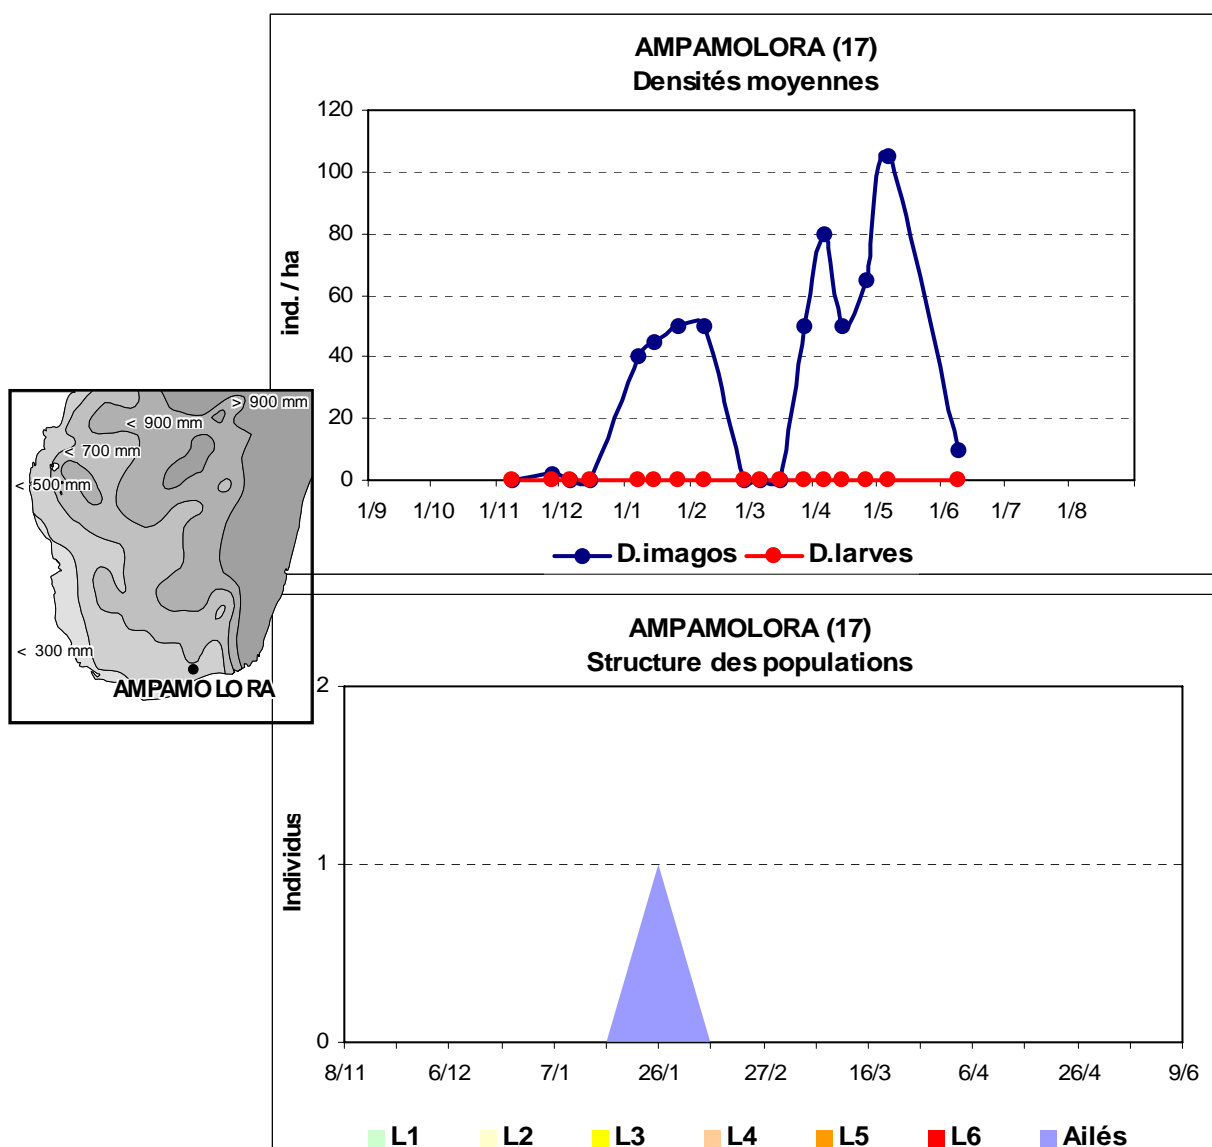 AMPAMOLORA (17)
Densités moyennes
120
100
80
60
40
20
0
ind. / ha
1/9 1/10 1/11 1/12 1/1 1/2 1/3 1/4 1/5 1/6 1/7 1/8
D.imagos D.larves
> 900 mm
< 900 mm
< 700 mm
< 500 mm
< 300 mm
AMPAMOLORA
AMPAMOLORA (17)
Structure des populations
2
1
0
Individus
8/11 6/12 7/1 26/1 27/2 16/3 6/4 26/4 9/6
L1 L2 L3 L4 L5 L6 Ailés